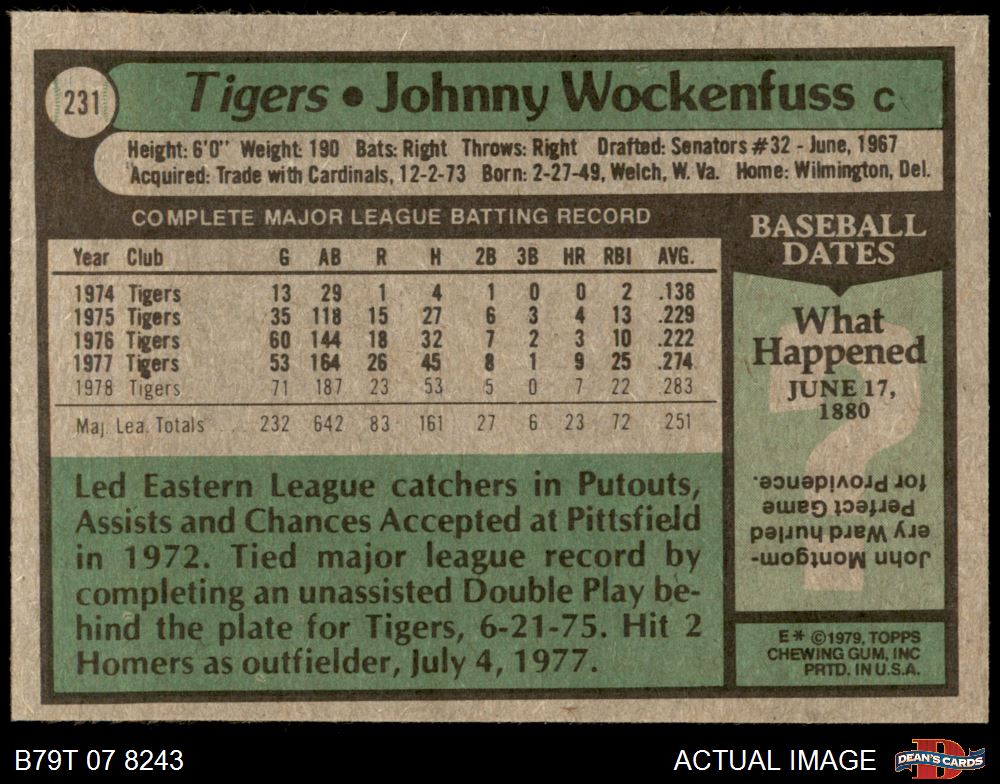 231
Tigers • Johnny Wockenfuss C
Height: 6'0" Weight: 190 Bats: Right Throws: Right Drafted: Senators #32 - June, 1967
Acquired: Trade with Cardinals, 12-2-73 Born: 2-27-49, Welch, W. Va. Home: Wilmington, Del.
COMPLETE MAJOR LEAGUE BATTING RECORD
Year Club G AB R H 2B 3B HR RBI AVG.
1974 Tigers 13 29 1 4 1 0 0 2 .138
1975 Tigers 35 118 15 27 6 3 4 13 .229
1976 Tigers 60 144 18 32 7 2 3 10 .222
1977 Tigers 53 164 26 45 8 1 9 25 .274
1978 Tigers 71 187 23 53 5 0 7 22 .283
Maj. Lea. Totals 232 642 83 161 27 6 23 72 .251
Led Eastern League catchers in Putouts,
Assists and Chances Accepted at Pittsfield
in 1972. Tied major league record by
completing an unassisted Double Play be-
hind the plate for Tigers, 6-21-75. Hit 2
Homers as outfielder, July 4, 1977.
BASEBALL
DATES
What
Happened
JUNE 17,
1880
John Montgom-
ery Ward hurled
Perfect Game
for Providence.
E* ©1979, TOPPS
CHEWING GUM, INC
PRTD. IN U.S.A.
B79T 07 8243
ACTUAL IMAGE
DEAN'S CARDS